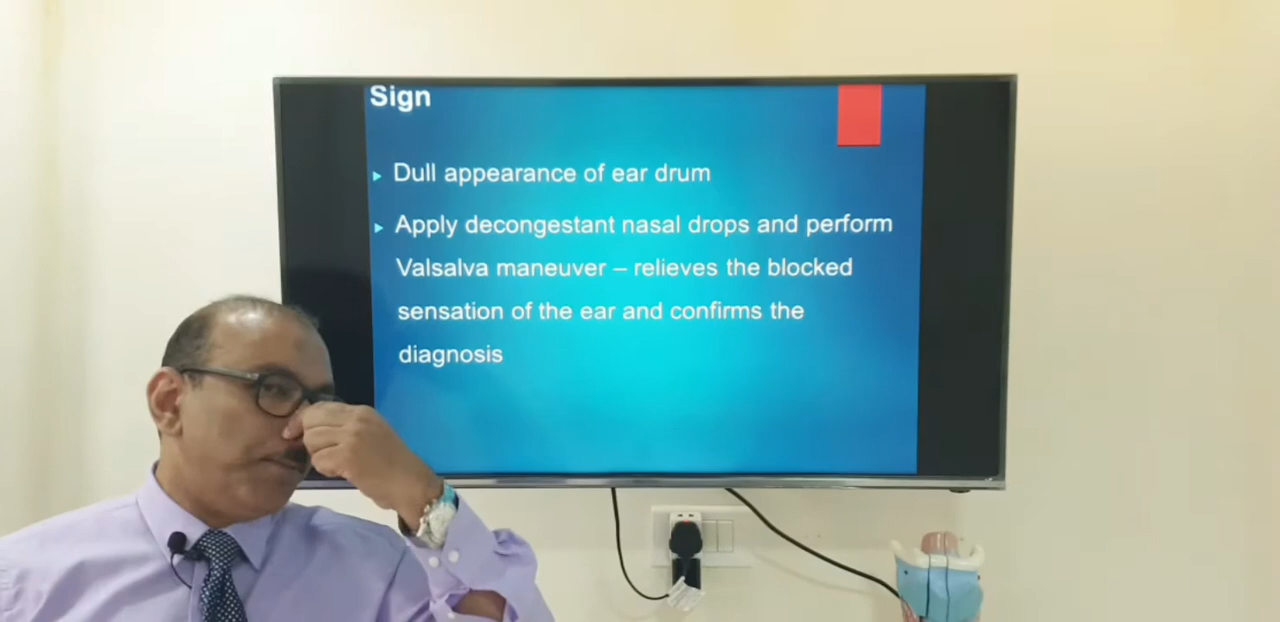 Sign
Dull appearance of ear drum
Apply decongestant nasal drops and perform
Valsalva maneuver – relieves the blocked
sensation of the ear and confirms the
diagnosis